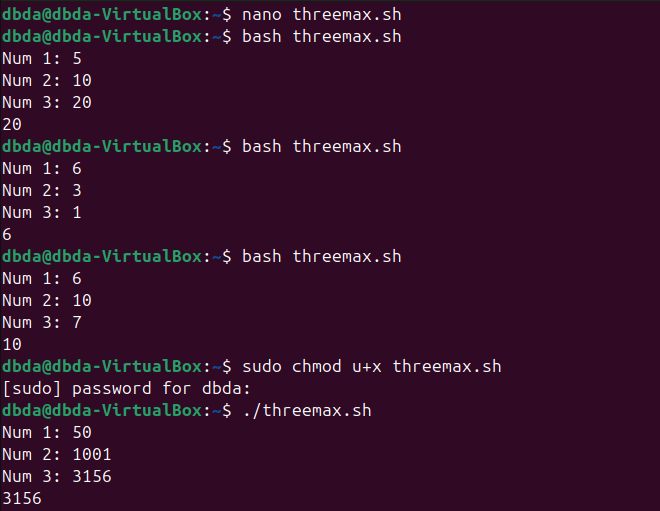 dbda@dbda-VirtualBox:~$ nano threemax.sh
dbda@dbda-VirtualBox:~$ bash threemax.sh
Num 1: 5
Num 2: 10
Num 3: 20
20
dbda@dbda-VirtualBox:~$ bash threemax.sh
Num 1: 6
Num 2: 3
Num 3: 1
6
dbda@dbda-VirtualBox:~$ bash threemax.sh
Num 1: 6
Num 2: 10
Num 3: 7
10
dbda@dbda-VirtualBox:~$ sudo chmod u+x threemax.sh
[sudo] password for dbda:
dbda@dbda-VirtualBox:~$ ./threemax.sh
Num 1: 50
Num 2: 1001
Num 3: 3156
3156